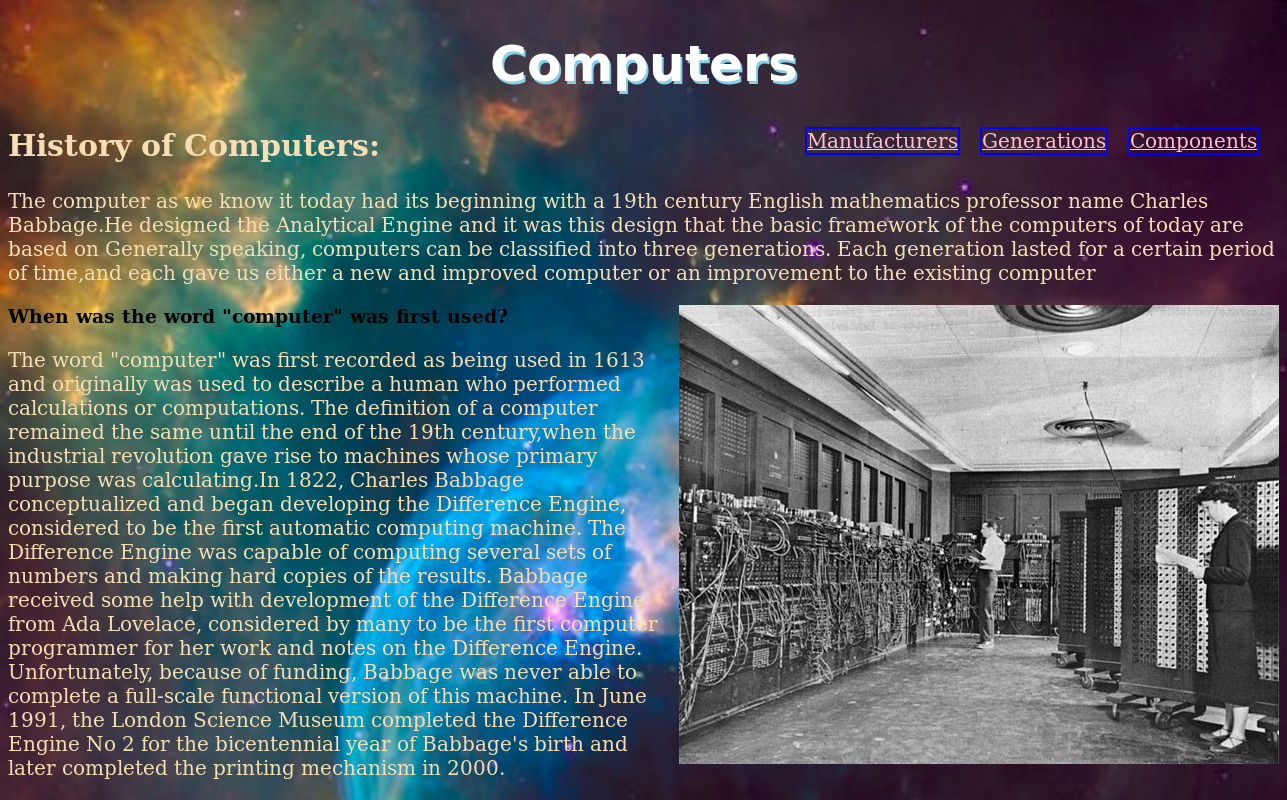 Computers
History of Computers:
Manufacturers Generations Components
The computer as we know it today had its beginning with a 19th century English mathematics professor name Charles
Babbage.He designed the Analytical Engine and it was this design that the basic framework of the computers of today are
based on Generally speaking, computers can be classified into three generations. Each generation lasted for a certain period
of time,and each gave us either a new and improved computer or an improvement to the existing computer
When was the word "computer" was first used?
The word "computer" was first recorded as being used in 1613
and originally was used to describe a human who performed
calculations or computations. The definition of a computer
remained the same until the end of the 19th century,when the
industrial revolution gave rise to machines whose primary
purpose was calculating.In 1822, Charles Babbage
conceptualized and began developing the Difference Engine,
considered to be the first automatic computing machine. The
Difference Engine was capable of computing several sets of
numbers and making hard copies of the results. Babbage
received some help with development of the Difference Engine
from Ada Lovelace, considered by many to be the first computer
programmer for her work and notes on the Difference Engine.
Unfortunately, because of funding, Babbage was never able to
complete a full-scale functional version of this machine. In June
1991, the London Science Museum completed the Difference
Engine No 2 for the bicentennial year of Babbage's birth and
later completed the printing mechanism in 2000.